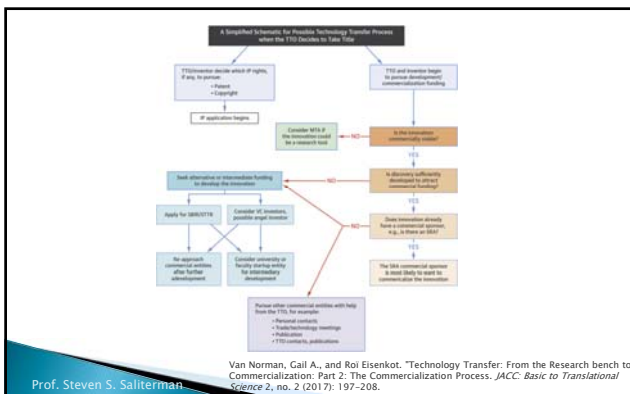 A Simplified Schematic for Possible Technology Transfer Process
when the TTO Decides to Take Title
TTO/inventor decide which IP rights,
if any, to pursue:
• Patent
• Copyright
TTO and inventor begin
to pursue development/
commercialization funding
IP application begins
Consider MTA if
the innovation could
be a research tool
NO
Is the innovation
commercially viable?
YES
Seek alternative or intermediate funding
to develop the innovation
NO
Is discovery sufficiently
developed to attract
commercial funding?
YES
Apply for SBIR/STTR
Consider VC investors,
possible angel investor
NO
Does innovation already
have a commercial sponsor,
e.g., is there an SRA?
YES
Re-approach
commercial entities
after further
development
Consider university or
faculty startup entity
for intermediary
development
The SRA commercial sponsor
is most likely to want to
commercialize the innovation
Pursue other commercial entities with help
from the TTO, for example:
• Personal contacts
• Trade/technology meetings
• Publication
• TTO contacts, publications
Van Norman, Gail A., and Roï Eisenkot. "Technology Transfer: From the Research bench to
Commercialization: Part 2: The Commercialization Process. JACC: Basic to Translational
Science 2, no. 2 (2017): 197–208.
Prof. Steven S. Saliterman